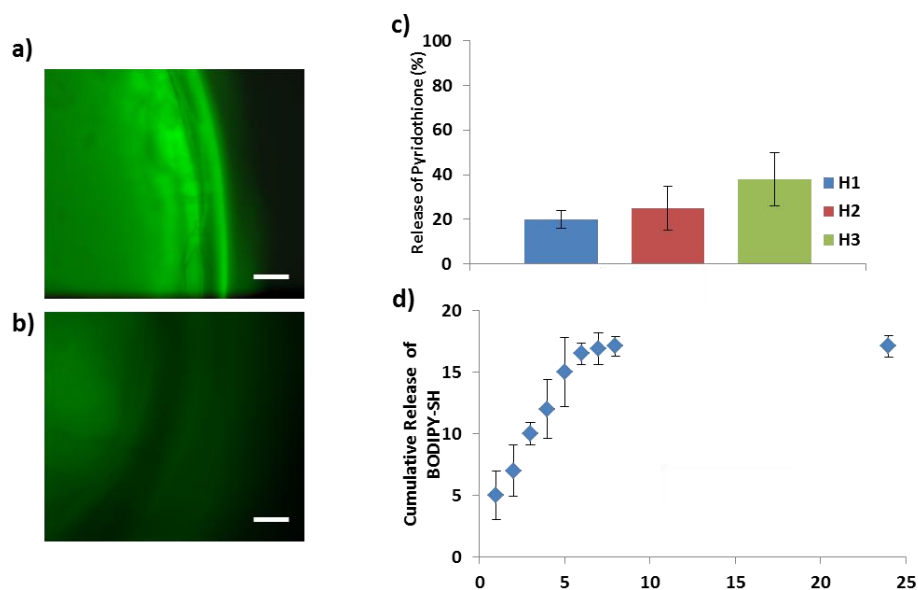 a)
b)
c)
Release of Pyridothione (%)
100
80
60
40
20
0
H1
H2
H3
d)
Cumulative Release of
BODIPY-SH
20
15
10
5
0
0 5 10 15 20 25